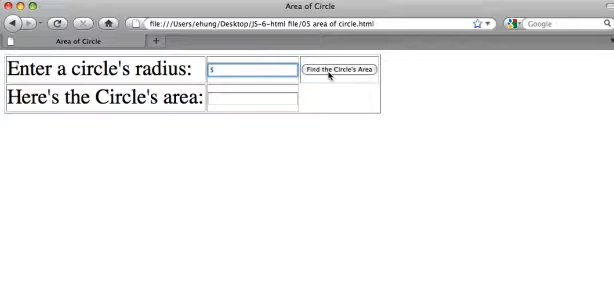 Area of Circle
file:///Users/ehung/Desktop/JS-6-html file/05 area of circle.html
Google
Area of Circle
Enter a circle's radius: 5 Find the Circle's Area
Here's the Circle's area: